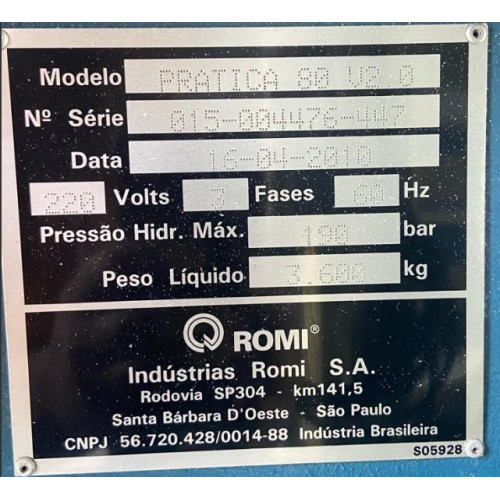 Modelo PRATICA 80 V2.0
Nº Série 015-004476-447
Data 16-04-2010
220 Volts 3 Fases 60 Hz
Pressão Hidr. Máx. 190 bar
Peso Líquido 3.600 kg
ROMI®
Indústrias Romi S.A.
Rodovia SP304 - km141,5
Santa Bárbara D'Oeste - São Paulo
CNPJ 56.720.428/0014-88 Indústria Brasileira
S05928